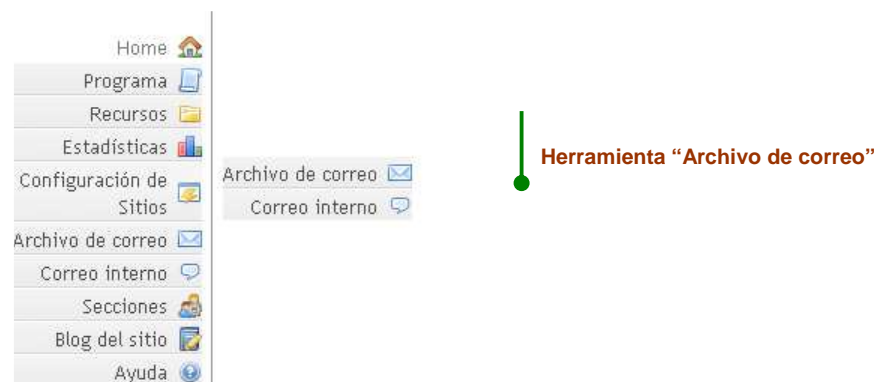 Home
Programa
Recursos
Estadísticas
Configuración de
Sitios
Archivo de correo
Correo interno
Secciones
Blog del sitio
Ayuda
Archivo de correo
Correo interno
Herramienta “Archivo de correo”